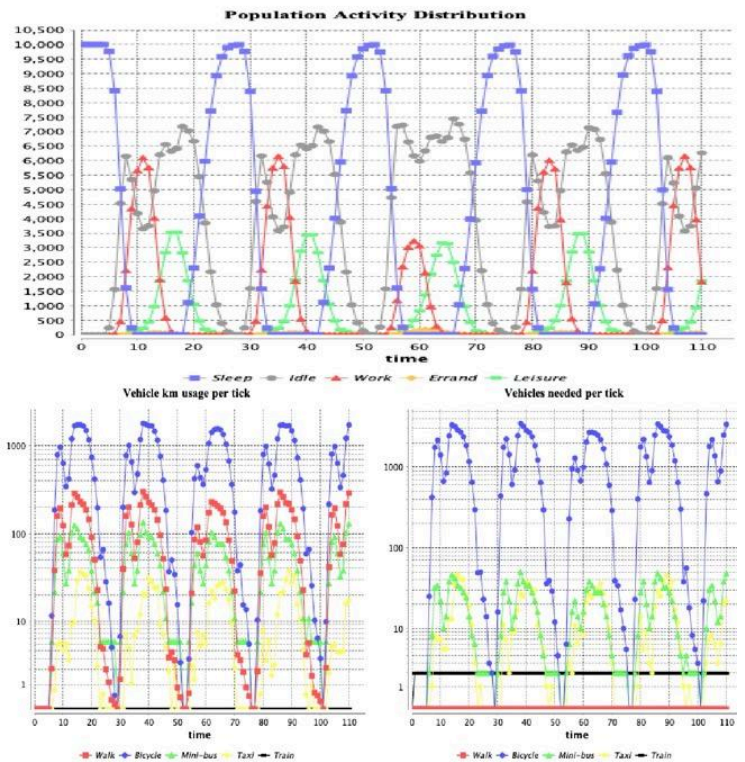 Population Activity Distribution
10,500
10,000
9,500
9,000
8,500
8,000
7,500
7,000
6,500
6,000
5,500
5,000
4,500
4,000
3,500
3,000
2,500
2,000
1,500
1,000
500
0
0 10 20 30 40 50 60 70 80 90 100 110
time
Sleep Idle Work Errand Leisure
Vehicle km usage per tick
1000
100
10
1
0 10 20 30 40 50 60 70 80 90 100 110
time
Walk Bicycle Mini-bus Taxi Train
Vehicles needed per tick
1000
100
10
1
0 10 20 30 40 50 60 70 80 90 100 110
time
Walk Bicycle Mini-bus Taxi Train